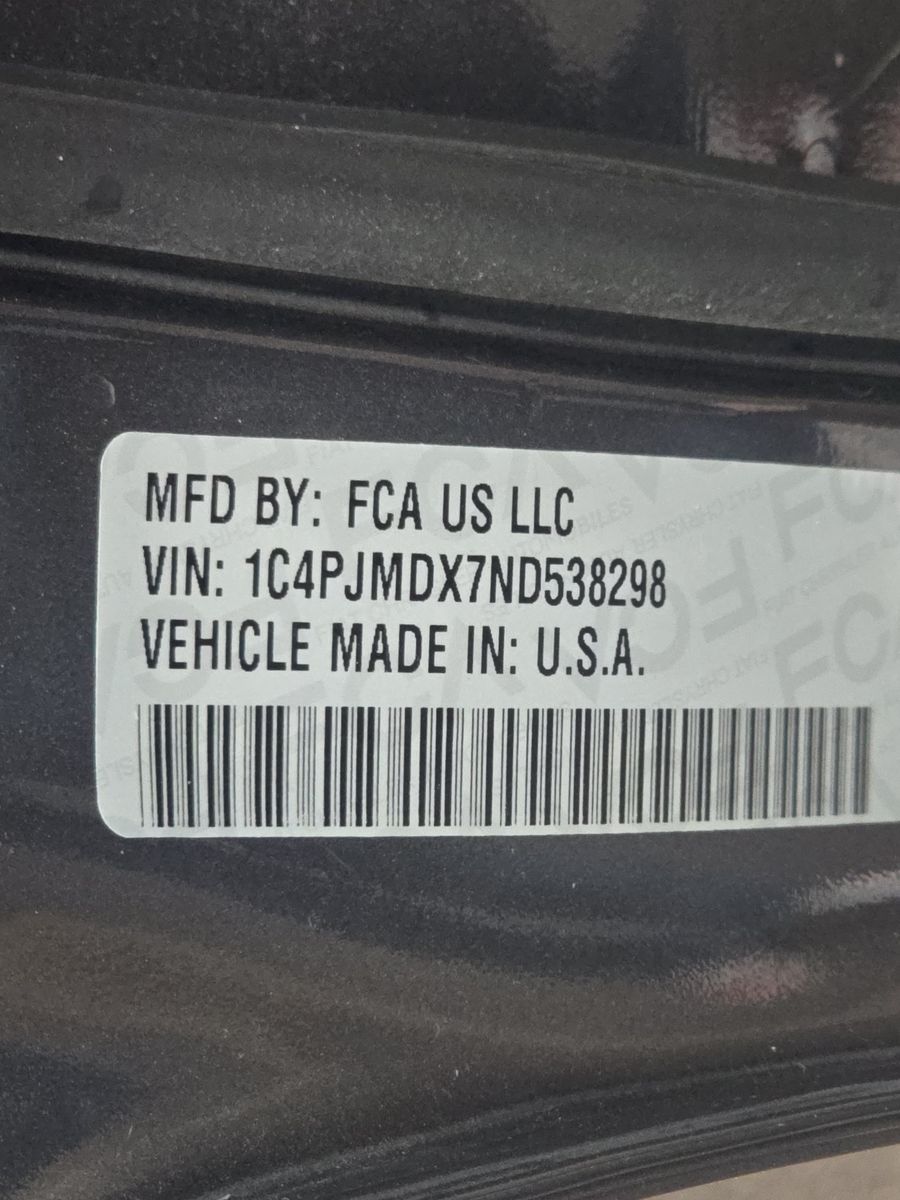 MFD BY: FCA US LLC
VIN: 1C4PJMDX7ND538298
VEHICLE MADE IN: U.S.A.